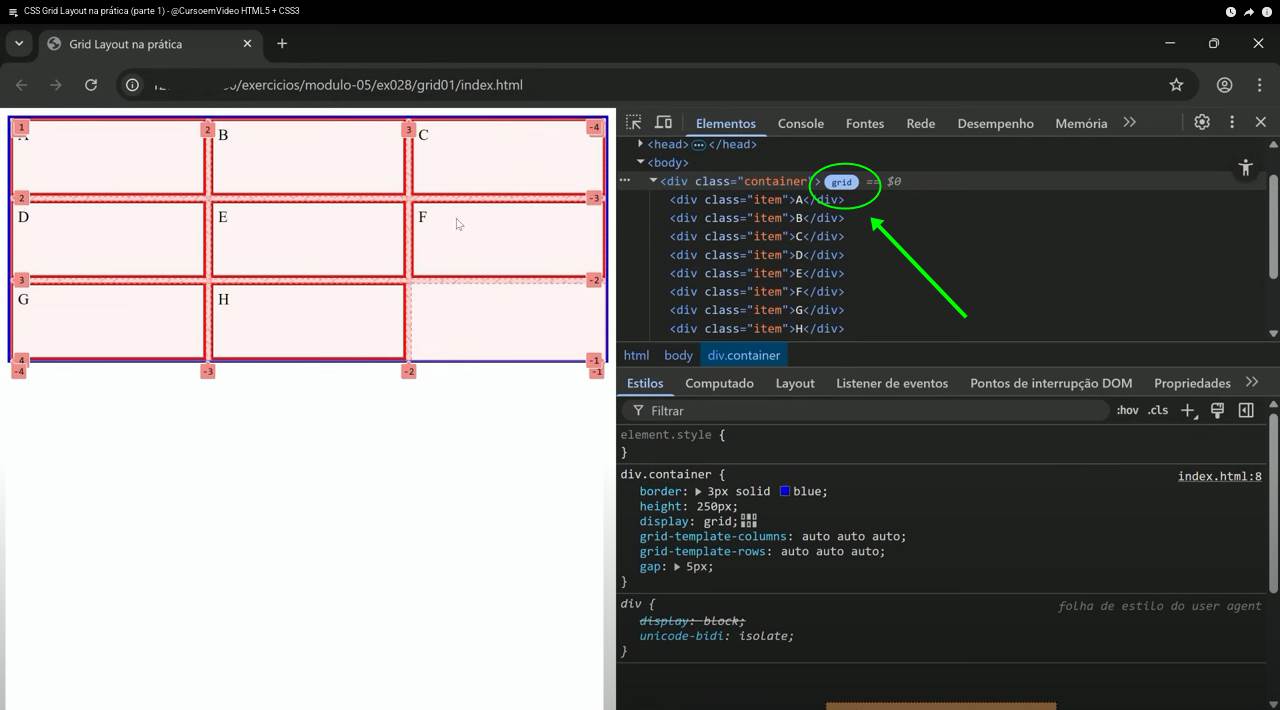 CSS Grid Layout na prática (parte 1) - @CursoemVideo HTML5 + CSS3
Grid Layout na prática
/exercicios/modulo-05/ex028/grid01/index.html
1 2 3 -4
A B C
2 -3
D E F
3 -2
G H
4 -1
-4 -3 -2 -1
Elementos Console Fontes Rede Desempenho Memória
<head> ••• </head>
<body>
<div class="container"> grid == $0
<div class="item">A</div>
<div class="item">B</div>
<div class="item">C</div>
<div class="item">D</div>
<div class="item">E</div>
<div class="item">F</div>
<div class="item">G</div>
<div class="item">H</div>
html body div.container
Estilos Computado Layout Listener de eventos Pontos de interrupção DOM Propriedades
Filtrar :hov .cls
element.style {
}
div.container { index.html:8
border: 3px solid blue;
height: 250px;
display: grid;
grid-template-columns: auto auto auto;
grid-template-rows: auto auto auto;
gap: 5px;
}
div { folha de estilo do user agent
display: block;
unicode-bidi: isolate;
}